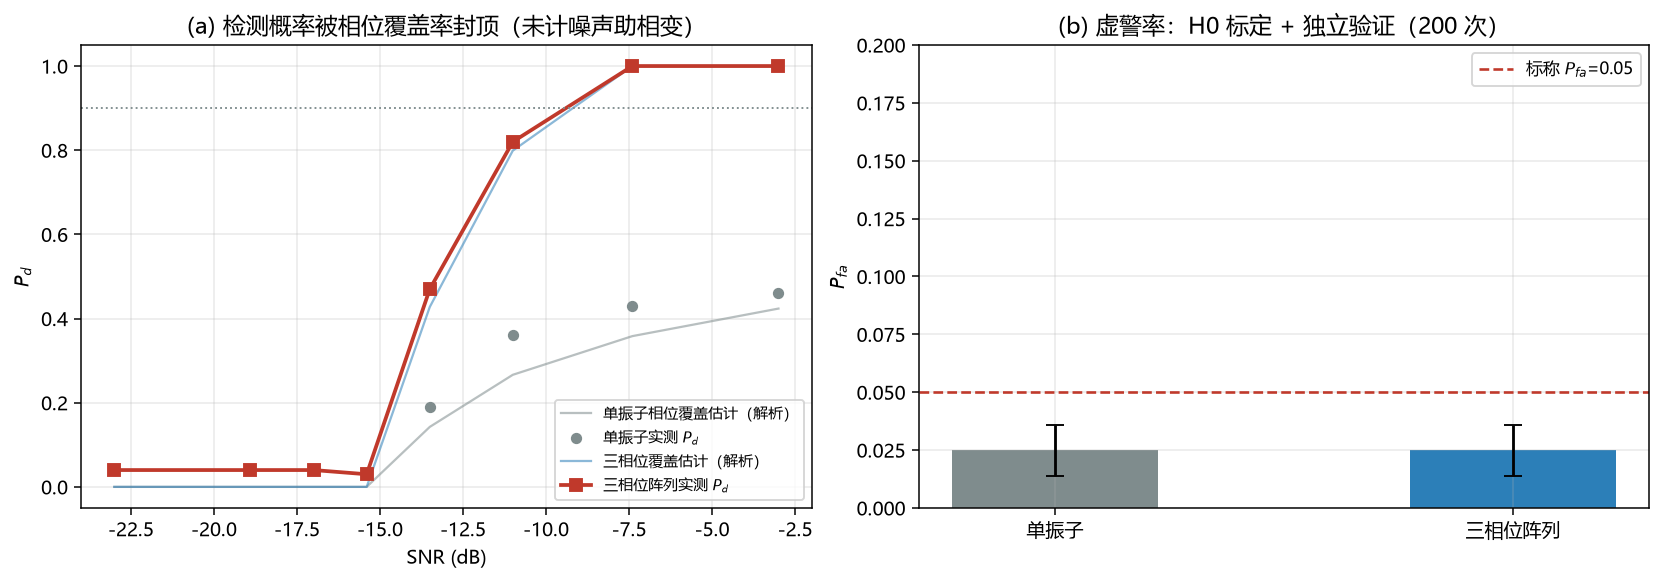 (a) 检测概率被相位覆盖率封顶（未计噪声助相变）
1.0
0.8
0.6
0.4
0.2
0.0
P_d
-22.5
-20.0
-17.5
-15.0
-12.5
-10.0
-7.5
-5.0
-2.5
SNR (dB)
单振子相位覆盖估计（解析）
单振子实测 P_d
三相位覆盖估计（解析）
三相位阵列实测 P_d
(b) 虚警率：H0 标定 + 独立验证（200 次）
0.200
0.175
0.150
0.125
0.100
0.075
0.050
0.025
0.000
P_fa
标称 P_fa=0.05
单振子
三相位阵列